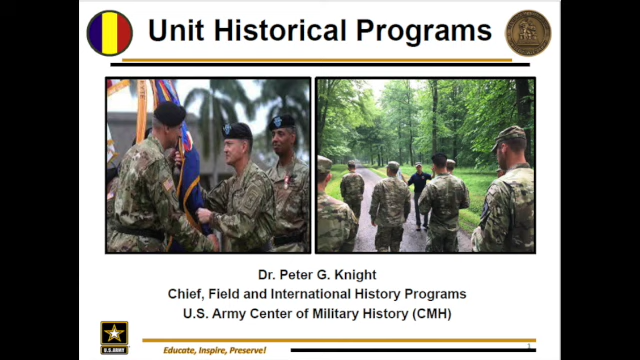 Unit Historical Programs
Dr. Peter G. Knight
Chief, Field and International History Programs
U.S. Army Center of Military History (CMH)
U.S. ARMY
Educate, Inspire, Preserve!
1